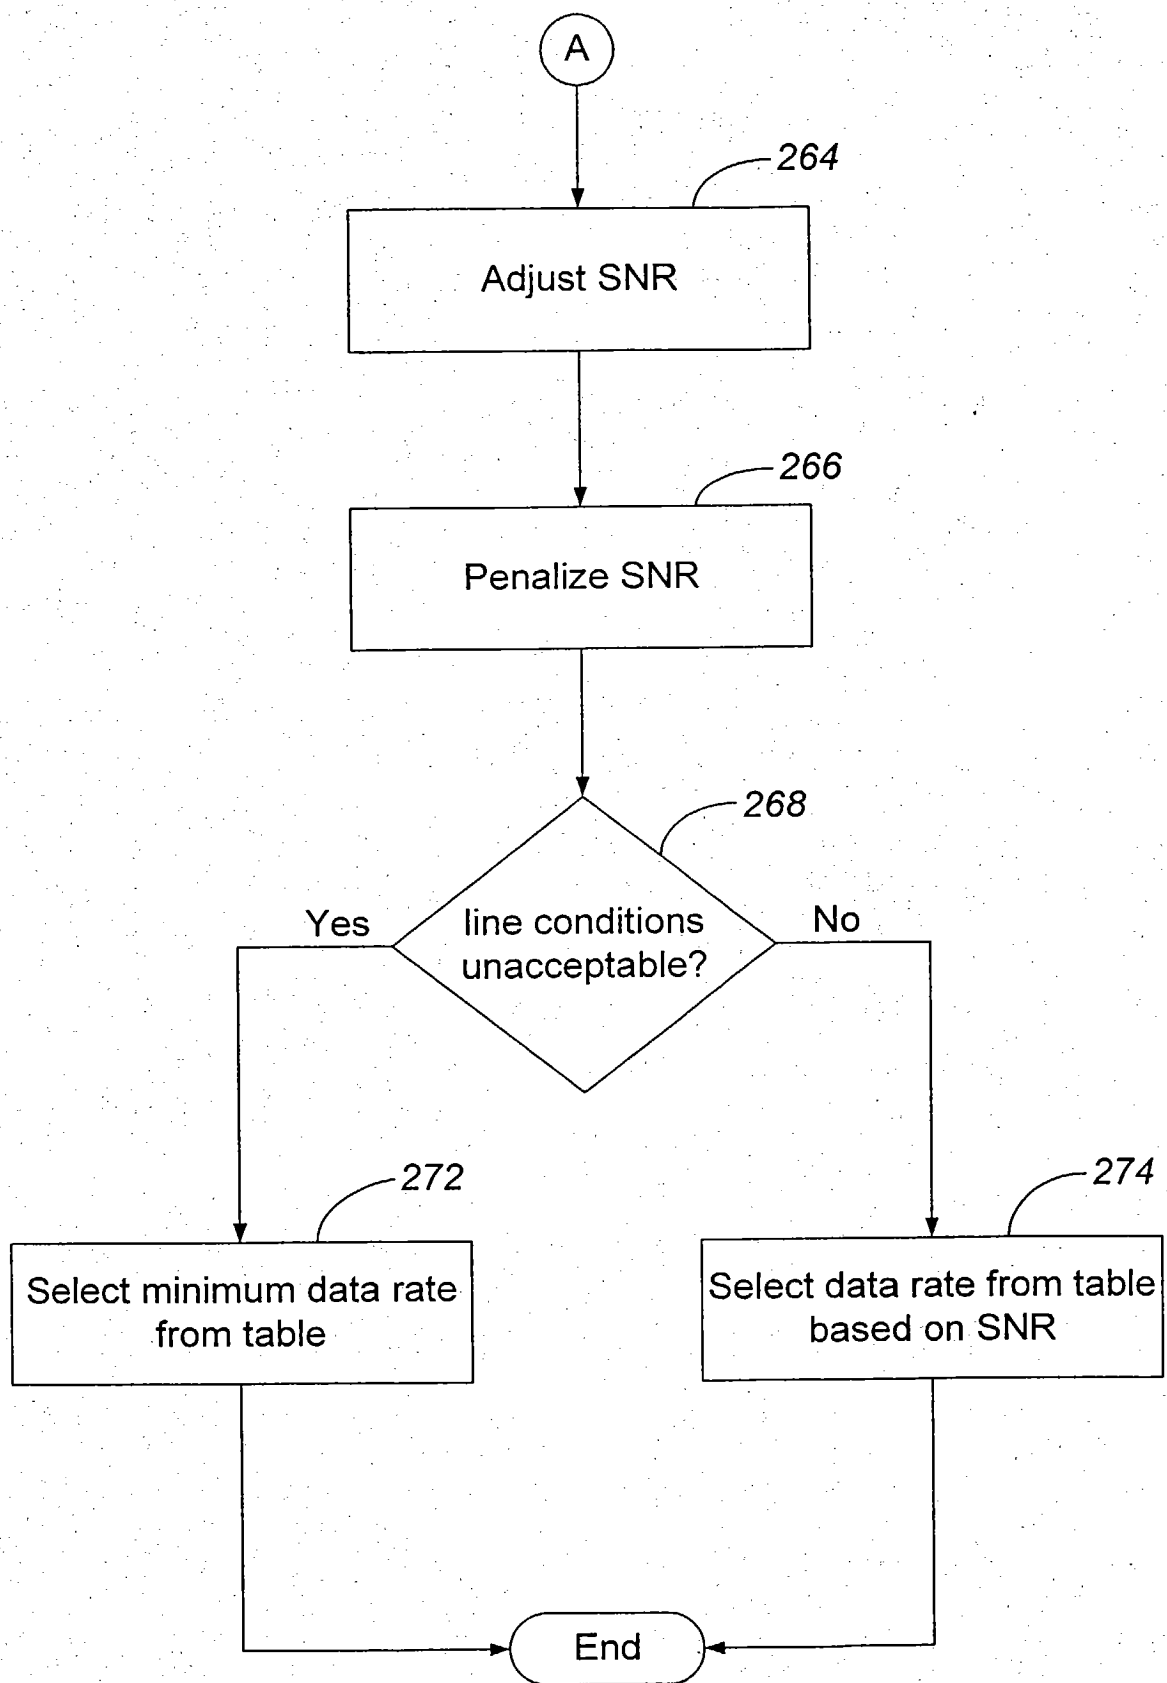 A
264
Adjust SNR
266
Penalize SNR
268
Yes
line conditions
unacceptable?
No
272
Select minimum data rate
from table
274
Select data rate from table
based on SNR
End